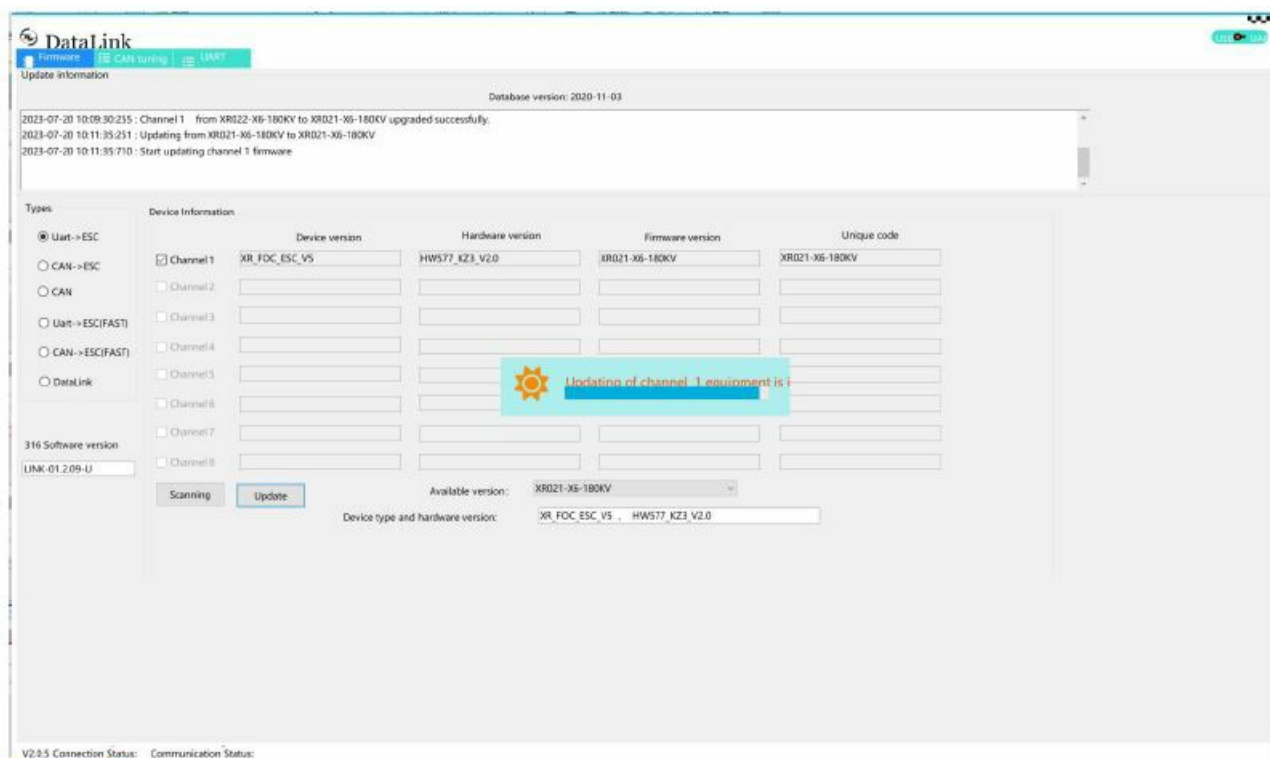 DataLink
Firmware CAN tuning UART
Update information
Database version: 2020-11-03
2023-07-20 10:09:30:255 : Channel 1 from XR022-X6-180KV to XR021-X6-180KV upgraded successfully.
2023-07-20 10:11:35:251 : Updating from XR021-X6-180KV to XR021-X6-180KV
2023-07-20 10:11:35:710 : Start updating channel 1 firmware
Types
Device Information
Device version Hardware version Firmware version Unique code
Uart->ESC
Channel 1 XR_FOC_ESC_V5 HW577_KZ3_V2.0 XR021-X6-180KV XR021-X6-180KV
CAN->ESC
Channel 2
CAN
Channel 3
Uart->ESC(FAST)
Channel 4
CAN->ESC(FAST)
Channel 5
DataLink
Updating of channel 1 equipment is i
Channel 6
Channel 7
316 Software version
Channel 8
LINK-01.2.09-U
Scanning Update Available version: XR021-X6-180KV
Device type and hardware version: XR_FOC_ESC_V5 , HW577_KZ3_V2.0
V2.0.5 Connection Status: Communication Status: